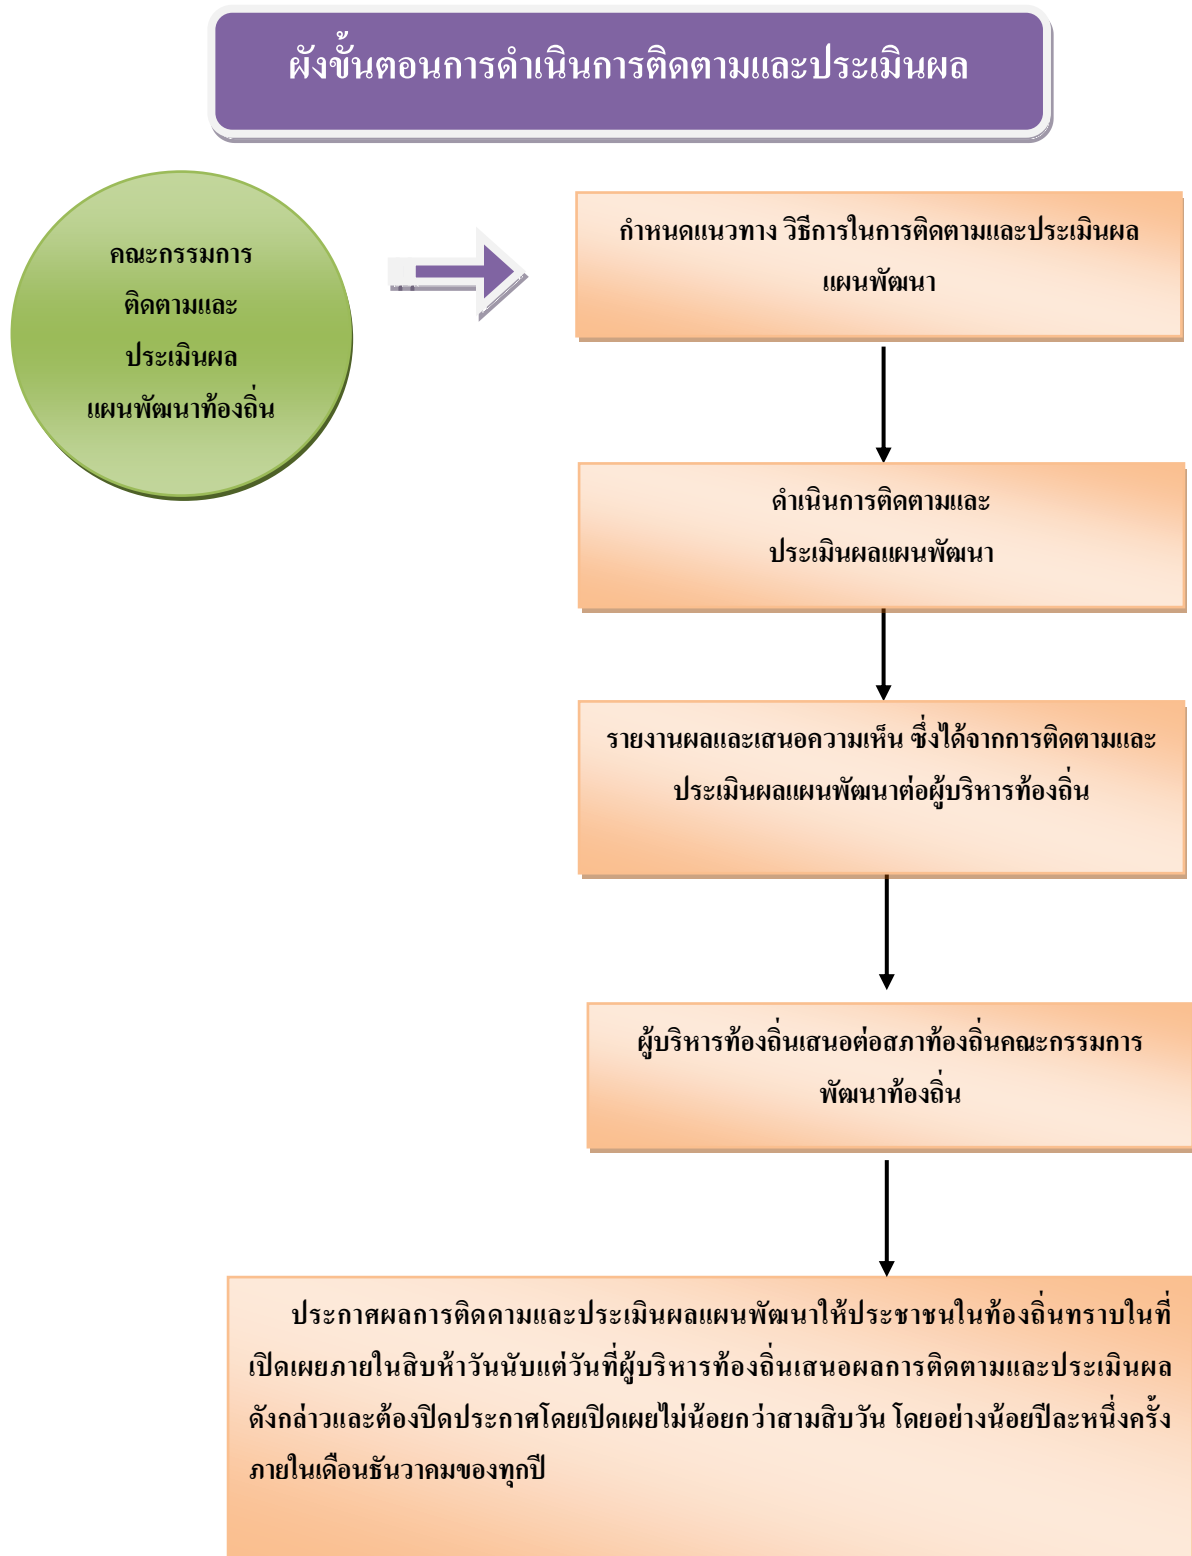 ผังขั้นตอนการดำเนินการติดตามและประเมินผล
คณะกรรมการ
ติดตามและ
ประเมินผล
แผนพัฒนาท้องถิ่น
กำหนดแนวทาง วิธีการในการติดตามและประเมินผล
แผนพัฒนา
ดำเนินการติดตามและ
ประเมินผลแผนพัฒนา
รายงานผลและเสนอความเห็น ซึ่งได้จากการติดตามและ
ประเมินผลแผนพัฒนาต่อผู้บริหารท้องถิ่น
ผู้บริหารท้องถิ่นเสนอต่อสภาท้องถิ่นคณะกรรมการ
พัฒนาท้องถิ่น
ประกาศผลการติดดามและประเมินผลแผนพัฒนาให้ประชาชนในท้องถิ่นทราบในที่
เปิดเผยภายในสิบห้าวันนับแต่วันที่ผู้บริหารท้องถิ่นเสนอผลการติดตามและประเมินผล
ดังกล่าวและต้องปิดประกาศโดยเปิดเผยไม่น้อยกว่าสามสิบวัน โดยอย่างน้อยปีละหนึ่งครั้ง
ภายในเดือนธันวาคมของทุกปี